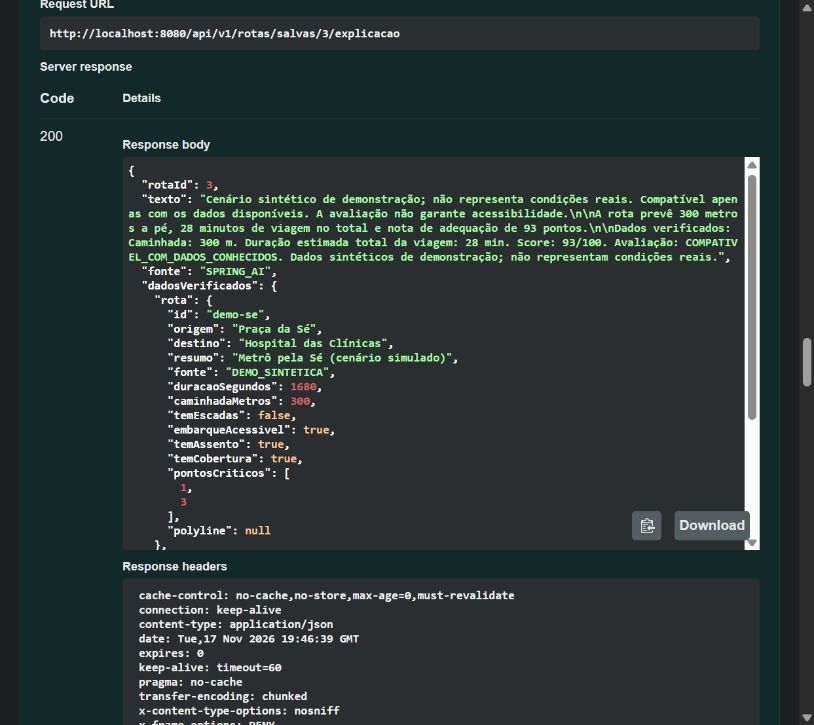 Request URL
http://localhost:8080/api/v1/rotas/salvas/3/explicacao
Server response
Code
Details
200
Response body
{
"rotaId": 3,
"texto": "Cenário sintético de demonstração; não representa condições reais. Compatível apen
as com os dados disponíveis. A avaliação não garante acessibilidade.\n\nA rota prevê 300 metro
s a pé, 28 minutos de viagem no total e nota de adequação de 93 pontos.\n\nDados verificados:
Caminhada: 300 m. Duração estimada total da viagem: 28 min. Score: 93/100. Avaliação: COMPATIV
EL_COM_DADOS_CONHECIDOS. Dados sintéticos de demonstração; não representam condições reais.",
"fonte": "SPRING_AI",
"dadosVerificados": {
"rota": {
"id": "demo-se",
"origem": "Praça da Sé",
"destino": "Hospital das Clínicas",
"resumo": "Metrô pela Sé (cenário simulado)",
"fonte": "DEMO_SINTETICA",
"duracaoSegundos": 1680,
"caminhadaMetros": 300,
"temEscadas": false,
"embarqueAcessivel": true,
"temAssento": true,
"temCobertura": true,
"pontosCriticos": [
1,
3
],
"polyline": null
},
Download
Response headers
cache-control: no-cache,no-store,max-age=0,must-revalidate
connection: keep-alive
content-type: application/json
date: Tue,17 Nov 2026 19:46:39 GMT
expires: 0
keep-alive: timeout=60
pragma: no-cache
transfer-encoding: chunked
x-content-type-options: nosniff
x-frame-options: DENY